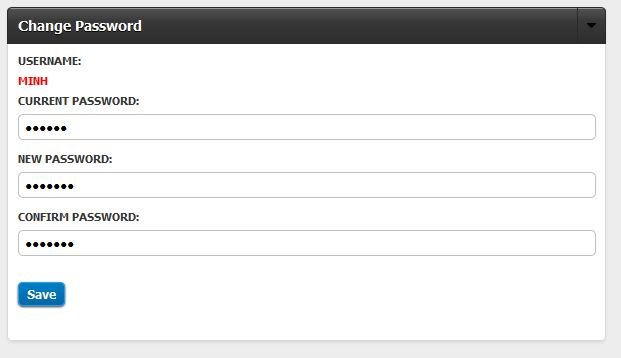 Change Password
USERNAME:
MINH
CURRENT PASSWORD:
••••••
NEW PASSWORD:
•••••••
CONFIRM PASSWORD:
•••••••
Save